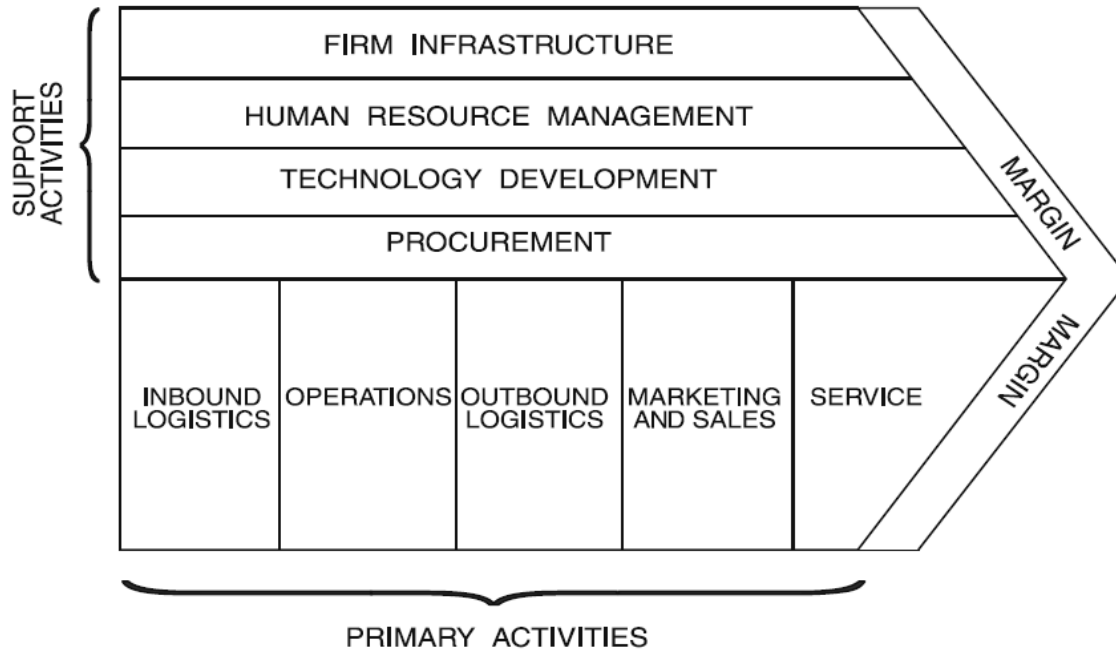 SUPPORT
ACTIVITIES
FIRM INFRASTRUCTURE
HUMAN RESOURCE MANAGEMENT
TECHNOLOGY DEVELOPMENT
PROCUREMENT
MARGIN
MARGIN
INBOUND
LOGISTICS
OPERATIONS
OUTBOUND
LOGISTICS
MARKETING
AND SALES
SERVICE
PRIMARY ACTIVITIES